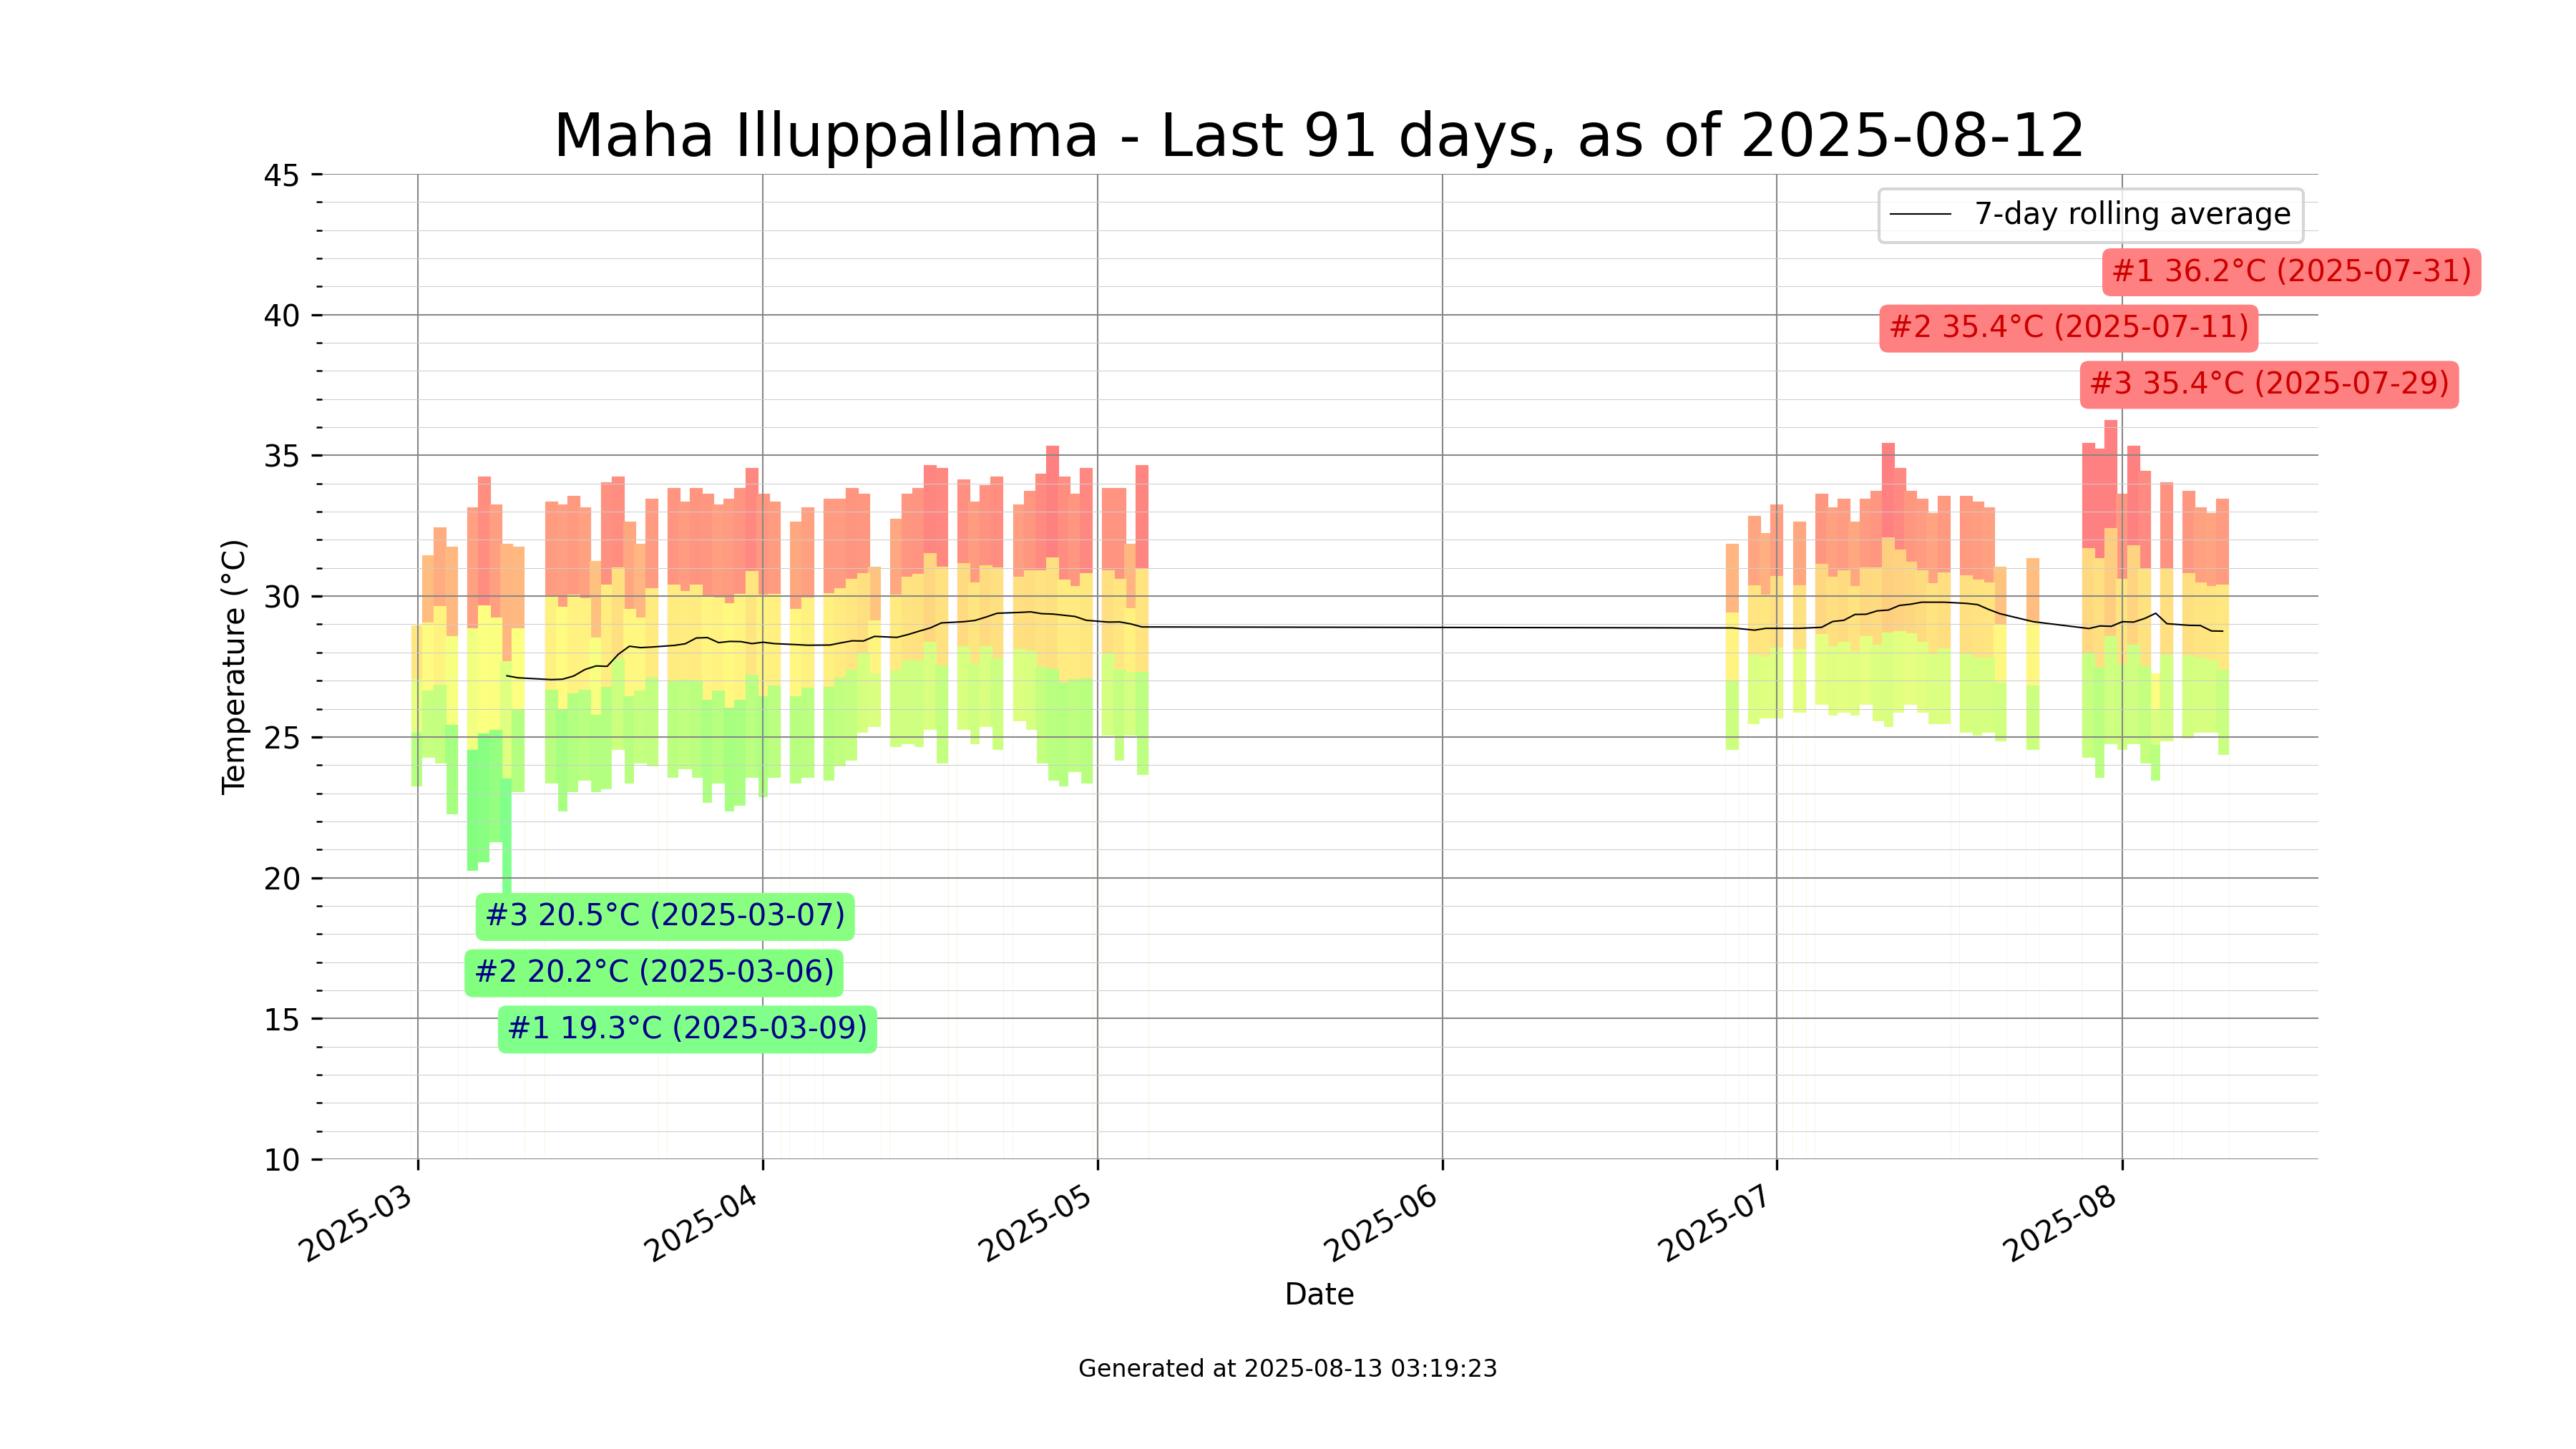 Maha Illuppallama - Last 91 days, as of 2025-08-12
7-day rolling average
#1 36.2°C (2025-07-31)
#2 35.4°C (2025-07-11)
#3 35.4°C (2025-07-29)
45
40
35
30
25
20
15
10
Temperature (°C)
#3 20.5°C (2025-03-07)
#2 20.2°C (2025-03-06)
#1 19.3°C (2025-03-09)
2025-03
2025-04
2025-05
2025-06
2025-07
2025-08
Date
Generated at 2025-08-13 03:19:23